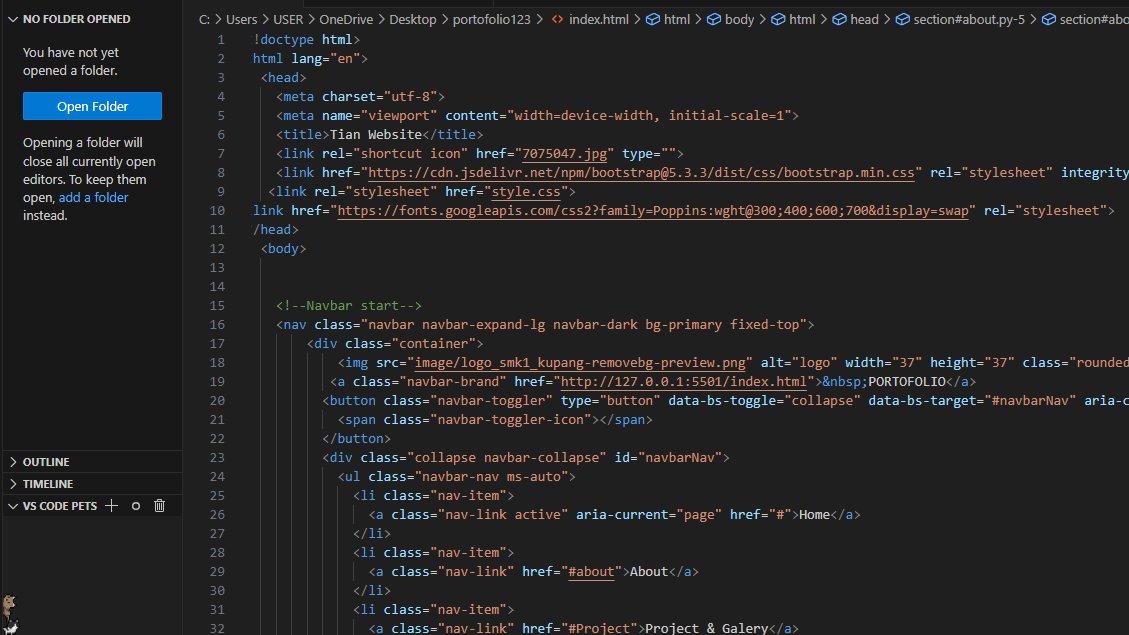 NO FOLDER OPENED
You have not yet
opened a folder.
Open Folder
Opening a folder will
close all currently open
editors. To keep them
open, add a folder
instead.
OUTLINE
TIMELINE
VS CODE PETS
C: > Users > USER > OneDrive > Desktop > portofolio123 > <> index.html > html > body > html > head > section#about.py-5 > section#abo
1 !doctype html>
2 html lang="en">
3 <head>
4 <meta charset="utf-8">
5 <meta name="viewport" content="width=device-width, initial-scale=1">
6 <title>Tian Website</title>
7 <link rel="shortcut icon" href="7075047.jpg" type="">
8 <link href="https://cdn.jsdelivr.net/npm/bootstrap@5.3.3/dist/css/bootstrap.min.css" rel="stylesheet" integrity
9 <link rel="stylesheet" href="style.css">
10 link href="https://fonts.googleapis.com/css2?family=Poppins:wght@300;400;600;700&display=swap" rel="stylesheet">
11 /head>
12 <body>
13
14
15 <!--Navbar start-->
16 <nav class="navbar navbar-expand-lg navbar-dark bg-primary fixed-top">
17 <div class="container">
18 <img src="image/logo_smk1_kupang-removebg-preview.png" alt="logo" width="37" height="37" class="rounded
19 <a class="navbar-brand" href="http://127.0.0.1:5501/index.html">&nbsp;PORTOFOLIO</a>
20 <button class="navbar-toggler" type="button" data-bs-toggle="collapse" data-bs-target="#navbarNav" aria-c
21 <span class="navbar-toggler-icon"></span>
22 </button>
23 <div class="collapse navbar-collapse" id="navbarNav">
24 <ul class="navbar-nav ms-auto">
25 <li class="nav-item">
26 <a class="nav-link active" aria-current="page" href="#">Home</a>
27 </li>
28 <li class="nav-item">
29 <a class="nav-link" href="#about">About</a>
30 </li>
31 <li class="nav-item">
32 <a class="nav-link" href="#Project">Project & Galery</a>